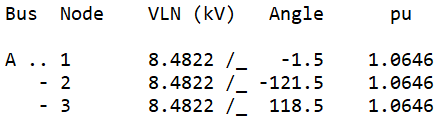 Bus  Node    VLN (kV)   Angle      pu
A .. 1       8.4822 /_   -1.5    1.0646
   - 2       8.4822 /_ -121.5    1.0646
   - 3       8.4822 /_  118.5    1.0646